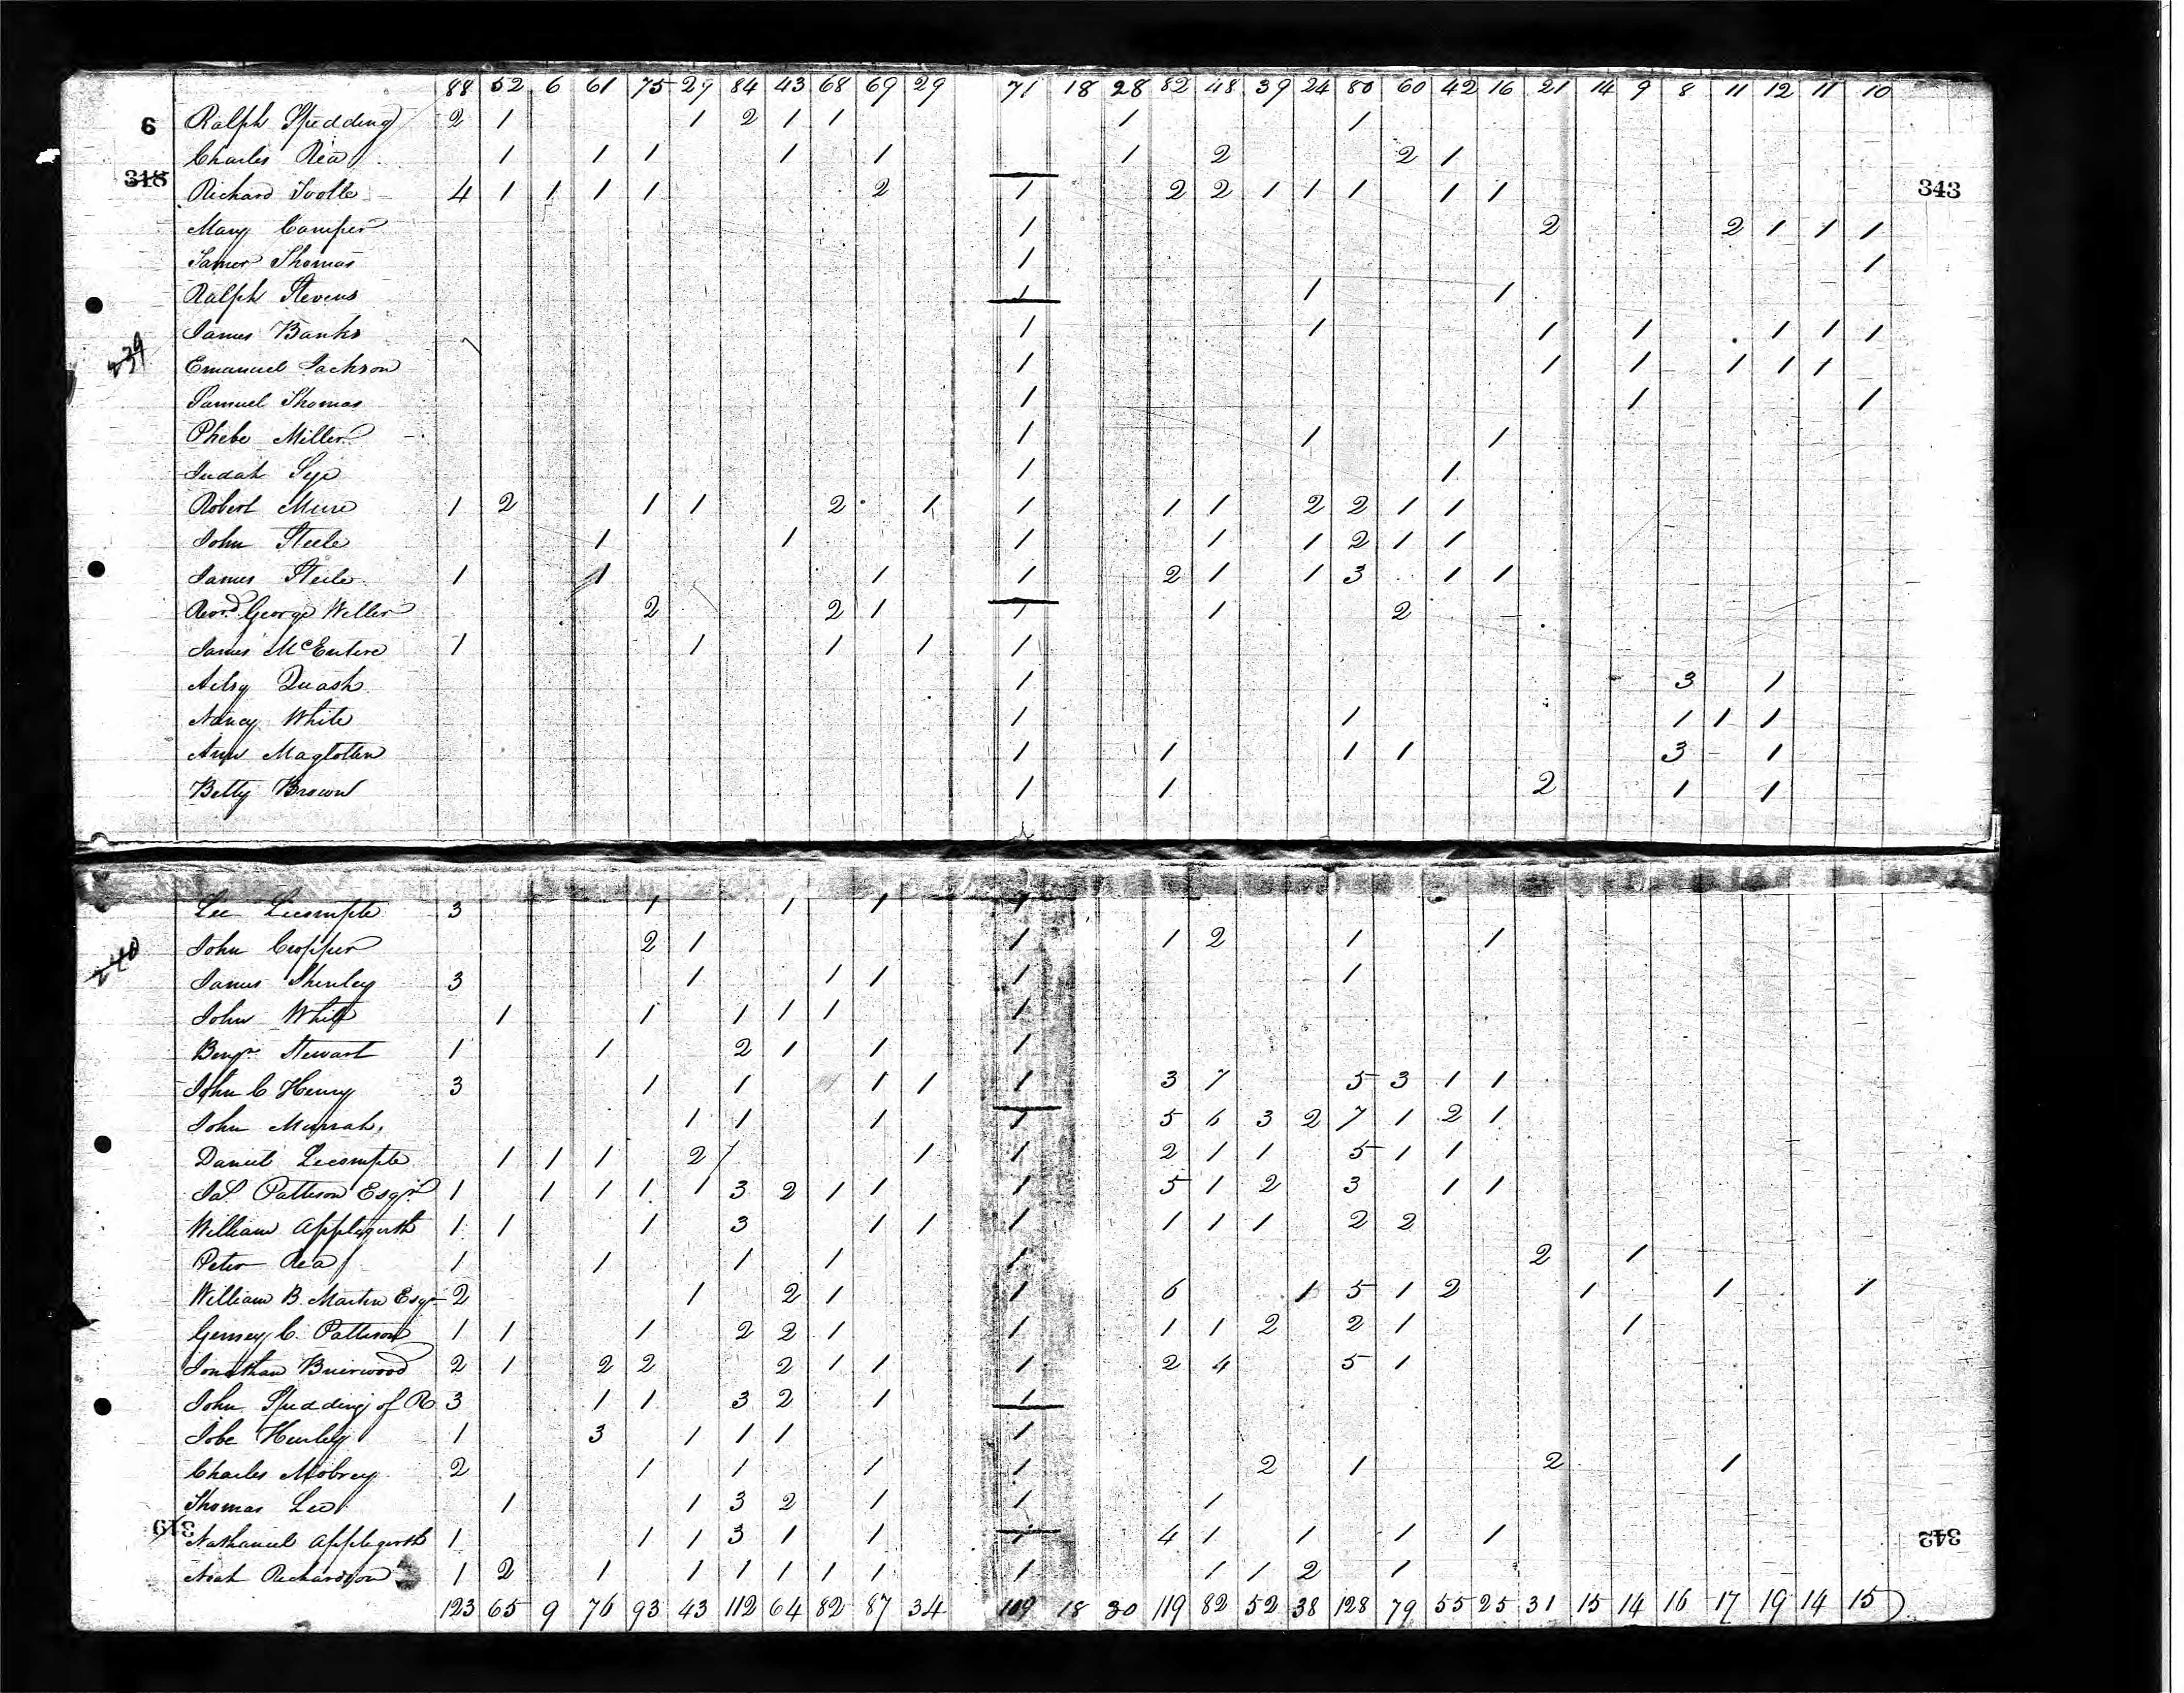 88 52 6 61 75 29 84 43 68 69 29 71 18 28 82 48 39 24 80 60 42 16 21 14 9 8 11 12 11 10
6 Ralph Spedding 2 1 1 2 1 1 1 1
Charles Rea 1 1 1 1 1 1 2 2 1
318
Richard Toolle 4 1 1 1 1 2 1 2 2 1 1 1 1 1
343
Mary Camper 1 2 2 1 1 1
Thomas 1 1
Ralph Stevens 1 1 1
James Banks 1 1 1 1 1 1 1
239
Emanuel Jackson 1 1 1 1 1 1
Samuel Thomas 1 1 1
Phebe Miller 1 1 1
Judah 1 1
Robert Muse 1 2 1 1 2 1 1 1 1 2 2 1 1
John Steele 1 1 1 1 1 2 1 1
James Steele 1 1 1 1 2 1 1 3 1 1
Revd. George Weller 2 2 1 1 1 2
James McEntire 1 1 1 1 1
Quash 1 3 1
Nancy White 1 1 1 1 1
Ann 1 1 1 1 3 1
Betty Brown 1 1 2 1 1
Lee Lecompte 3 1 1 1 1
John Cropper 2 1 1 1 2 1 1
240
James Shenley 3 1 1 1 1 1
John White 1 1 1 1 1 1
Benjn. Stewart 1 1 2 1 1 1
John C Henry 3 1 1 1 1 1 3 7 5 3 1 1
John Murrah 1 1 1 1 5 6 3 2 7 1 2 1
Daniel Lecompte 1 1 1 2 1 1 1 2 1 1 5 1 1
Jas. Pattison Esqr. 1 1 1 1 1 3 2 1 1 1 5 1 2 3 1 1
William Applegarth 1 1 1 3 1 1 1 1 1 1 2 2
Peter Rea 1 1 1 1 1 2 1
William B. Martin Esqr 2 1 2 1 1 6 1 5 1 2 1 1 1
C. Pattison 1 1 1 2 2 1 1 1 1 2 2 1 1
Jonathan Brierwood 2 1 2 2 2 1 1 1 2 4 5 1
John Spedding of R 3 1 1 3 2 1 1
Jobe Hurley 1 3 1 1 1 1
Charles Mobrey 2 1 1 1 1 2 1 2 1
Thomas Lee 1 1 3 2 1 1 1
319
Nathaniel Applegarth 1 1 1 3 1 1 1 4 1 1 1 1
342
Noah Richardson 1 2 1 1 1 1 1 1 1 1 1 2 1
123 65 9 76 93 43 112 64 82 87 34 109 18 30 119 82 52 38 128 79 55 25 31 15 14 16 17 19 14 15